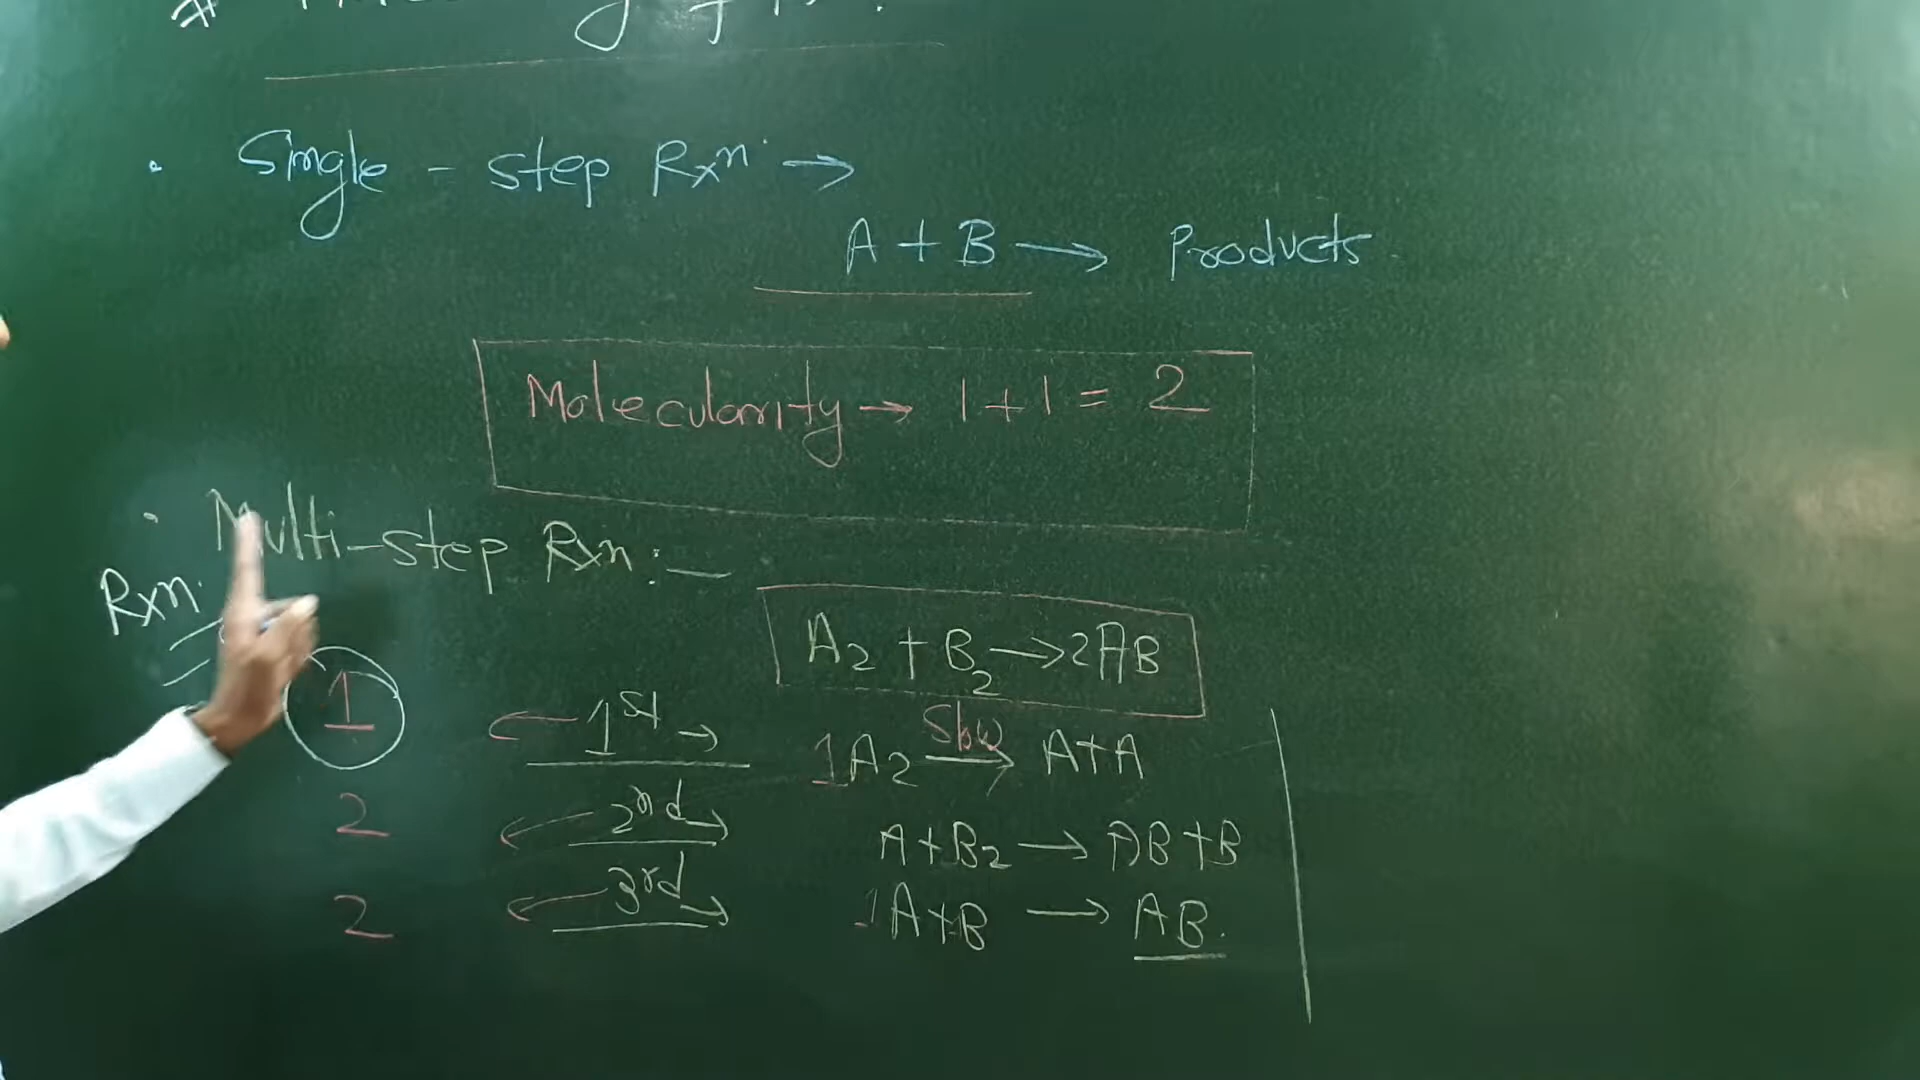 #
• Single - step Rxn. →
A + B → Products.
Molecularity → 1 + 1 = 2
• Multi-step Rxn: —
Rxn.
A2 + B2 → 2AB
1 ← 1st → 1A2 Slow → A+A
2 ← 2nd → A+B2 → AB+B
2 ← 3rd → 1A+B → AB.